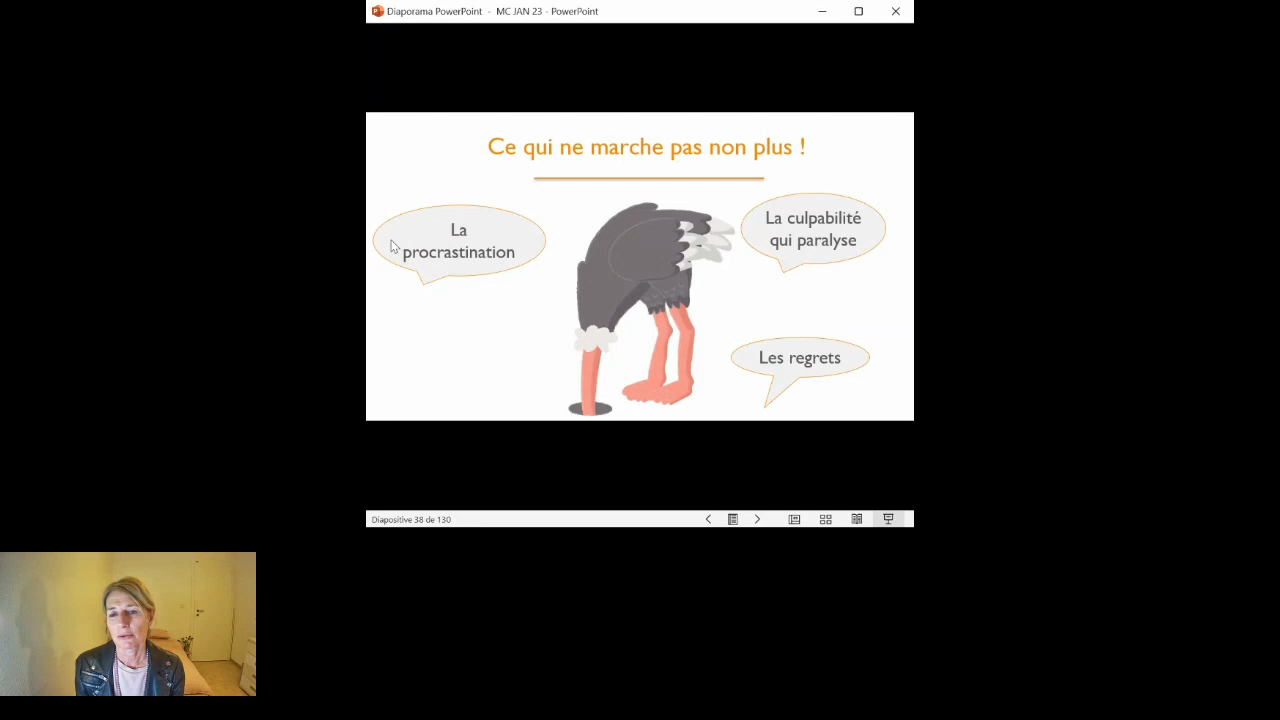 Diaporama PowerPoint - MC JAN 23 - PowerPoint
Ce qui ne marche pas non plus !
La
procrastination
La culpabilité
qui paralyse
Les regrets
Diapositive 38 de 130